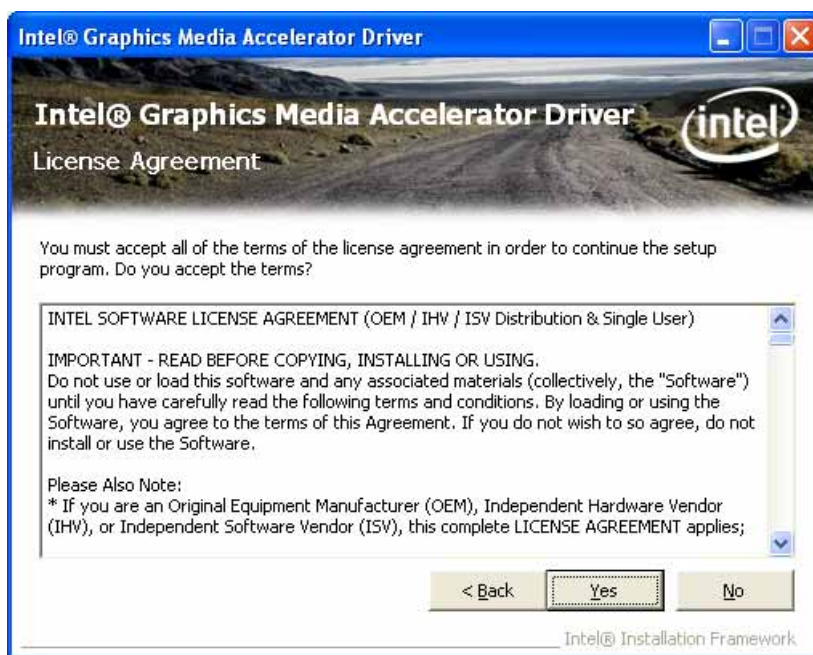 Intel® Graphics Media Accelerator Driver
Intel® Graphics Media Accelerator Driver
intel
License Agreement
You must accept all of the terms of the license agreement in order to continue the setup
program. Do you accept the terms?
INTEL SOFTWARE LICENSE AGREEMENT (OEM / IHV / ISV Distribution & Single User)
IMPORTANT - READ BEFORE COPYING, INSTALLING OR USING.
Do not use or load this software and any associated materials (collectively, the "Software")
until you have carefully read the following terms and conditions. By loading or using the
Software, you agree to the terms of this Agreement. If you do not wish to so agree, do not
install or use the Software.
Please Also Note:
* If you are an Original Equipment Manufacturer (OEM), Independent Hardware Vendor
(IHV), or Independent Software Vendor (ISV), this complete LICENSE AGREEMENT applies;
< Back Yes No
Intel® Installation Framework